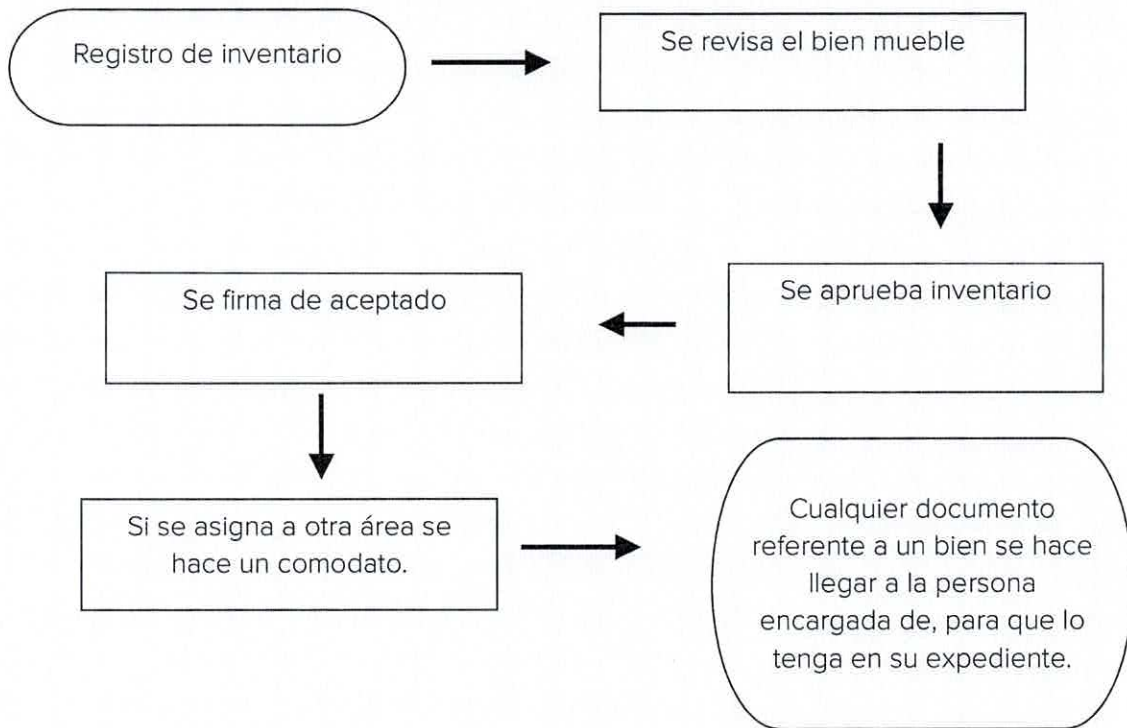 Registro de inventario
Se revisa el bien mueble
Se aprueba inventario
Se firma de aceptado
Si se asigna a otra área se
hace un comodato.
Cualquier documento
referente a un bien se hace
llegar a la persona
encargada de, para que lo
tenga en su expediente.